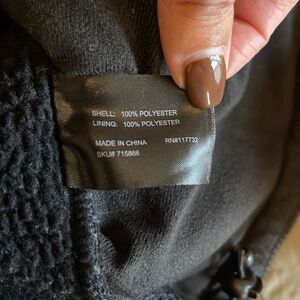 SHELL: 100% POLYESTER
LINING: 100% POLYESTER
MADE IN CHINA RN#117732
SKU# 715866